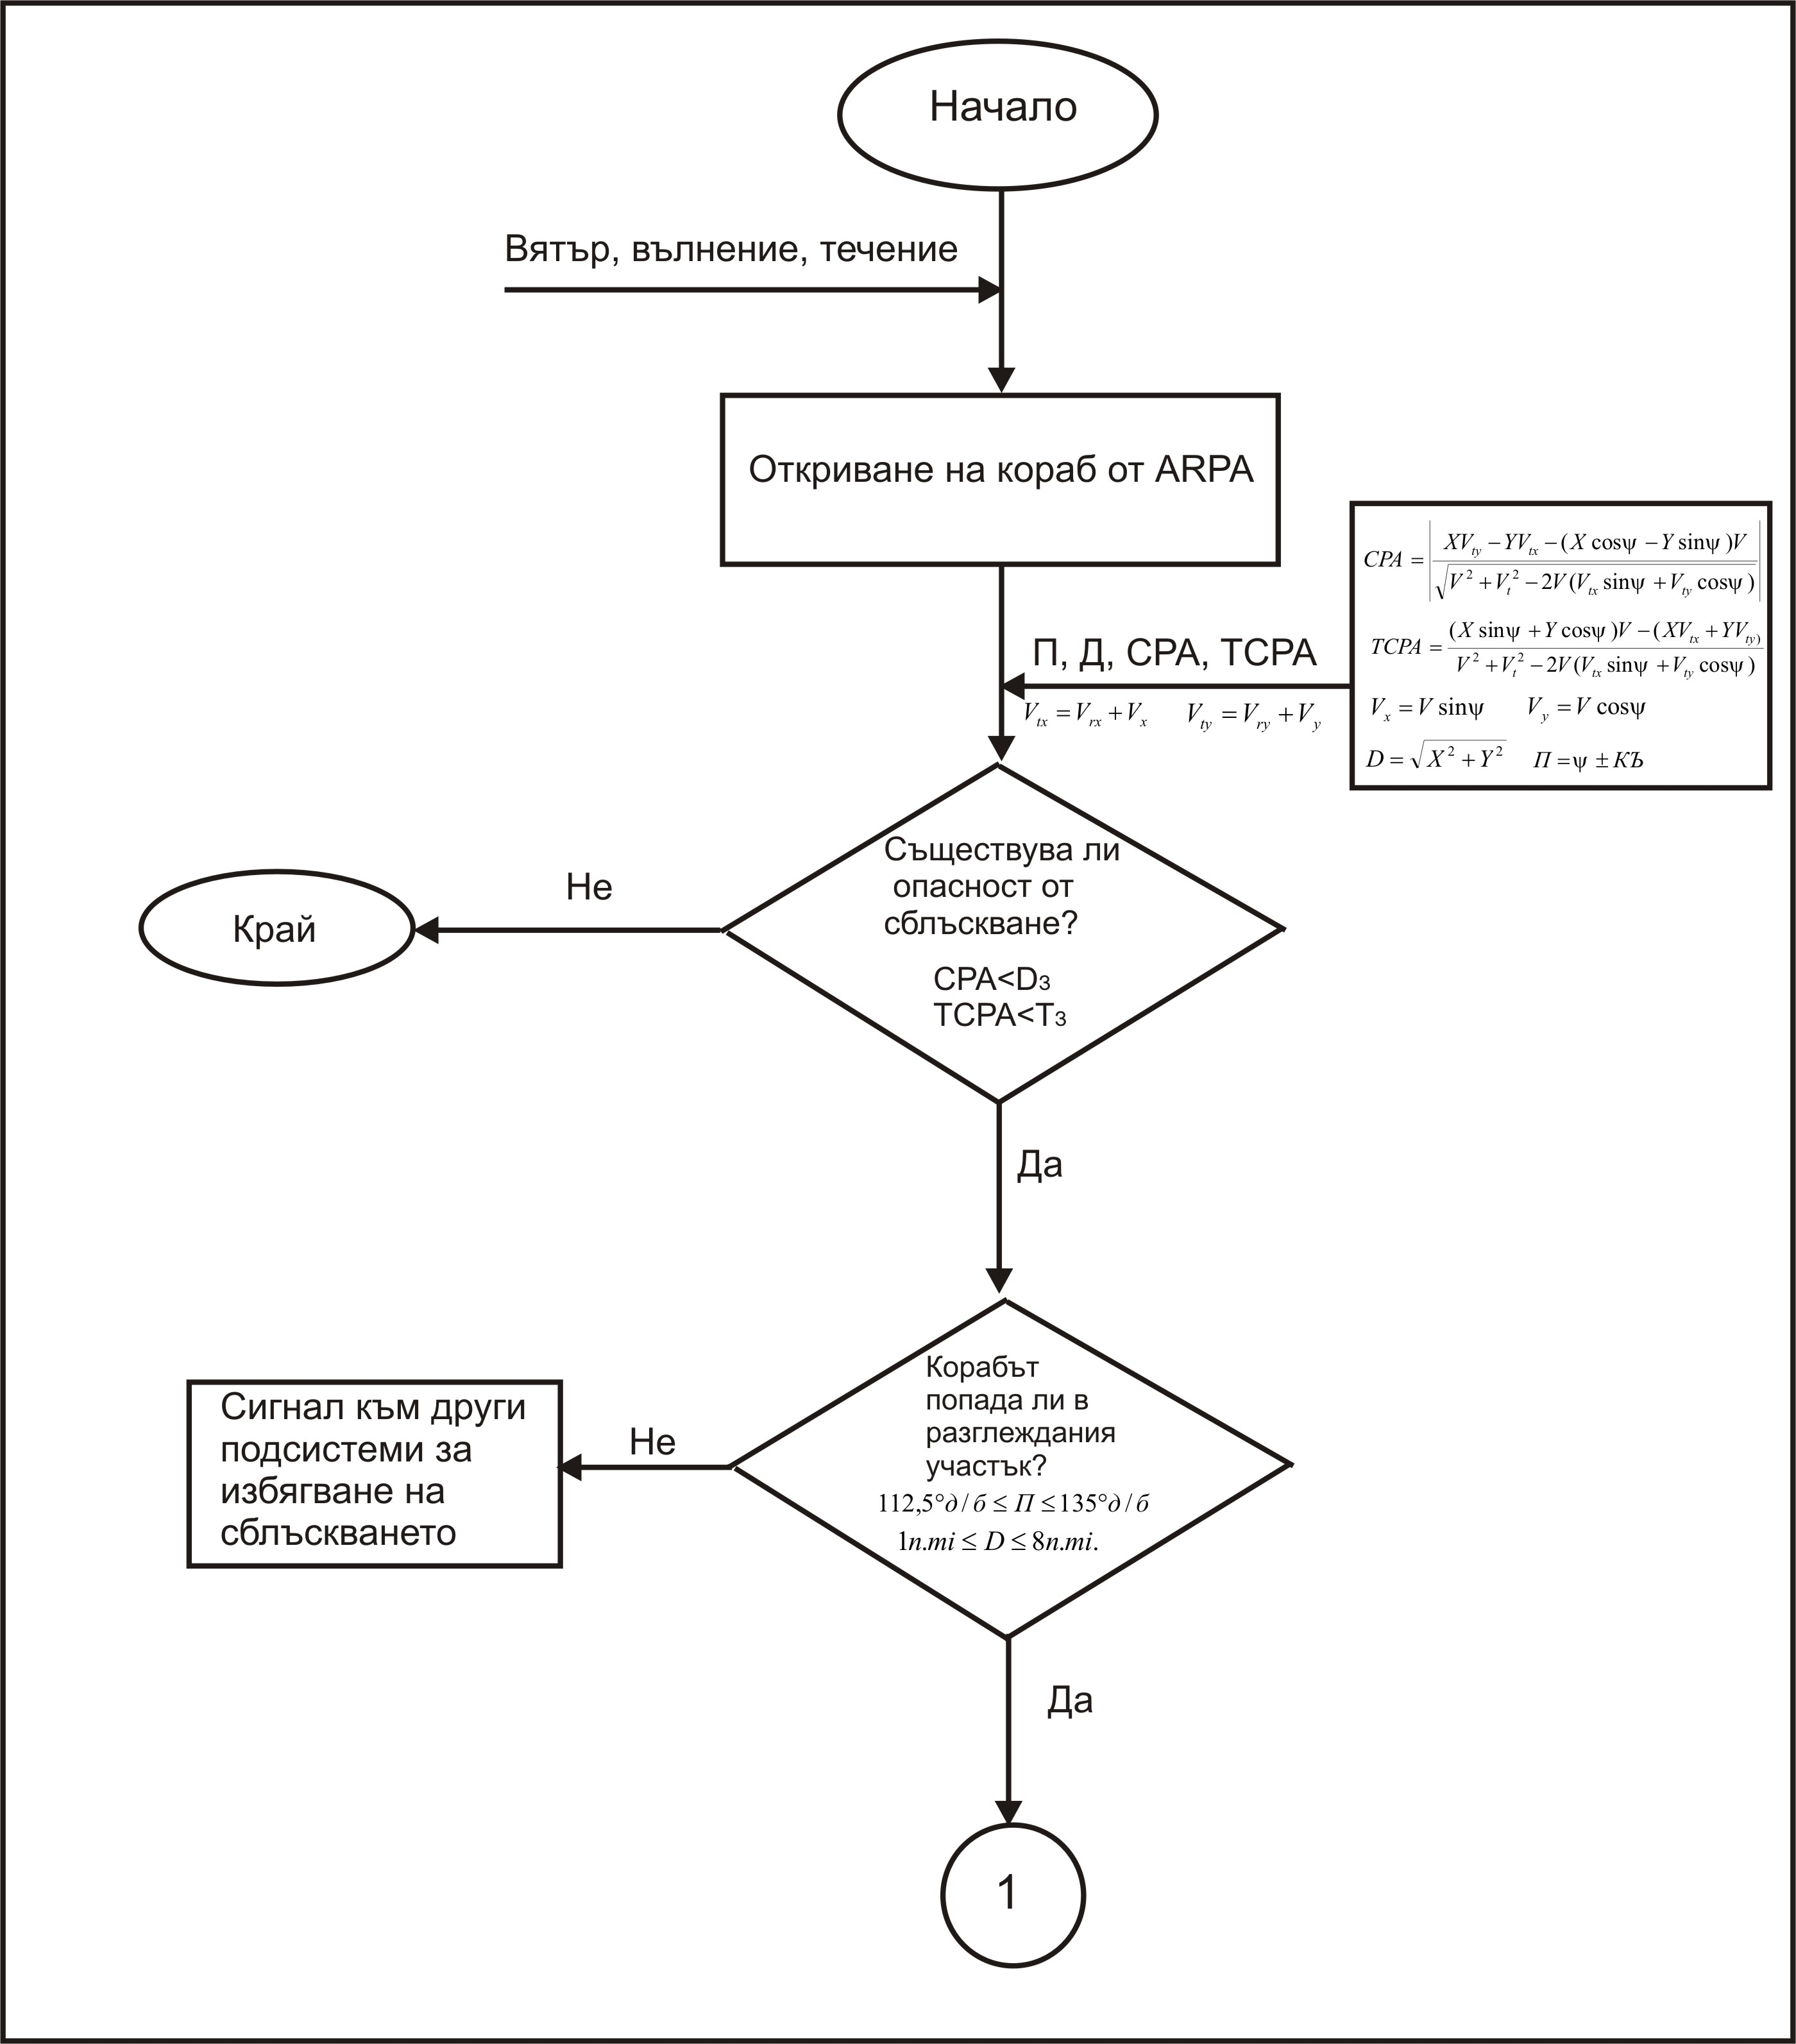 Начало
Вятър, вълнение, течение
Откриване на кораб от ARPA
CPA = |(XV_ty − YV_tx − (X cosψ − Y sinψ)V) / √(V² + V_t² − 2V(V_tx sinψ + V_ty cosψ))|
TCPA = ((X sinψ + Y cosψ)V − (XV_tx + YV_ty)) / (V² + V_t² − 2V(V_tx sinψ + V_ty cosψ))
V_x = V sinψ V_y = V cosψ
D = √(X² + Y²) П = ψ ± КЪ
П, Д, CPA, TCPA
V_tx = V_rx + V_x V_ty = V_ry + V_y
Съществува ли
опасност от
сблъскване?
CPA<Dз
TCPA<Tз
Не
Край
Да
Корабът
попада ли в
разглеждания
участък?
112,5°д/б ≤ П ≤ 135°д/б
1n.mi ≤ D ≤ 8n.mi.
Не
Сигнал към други
подсистеми за
избягване на
сблъскването
Да
1